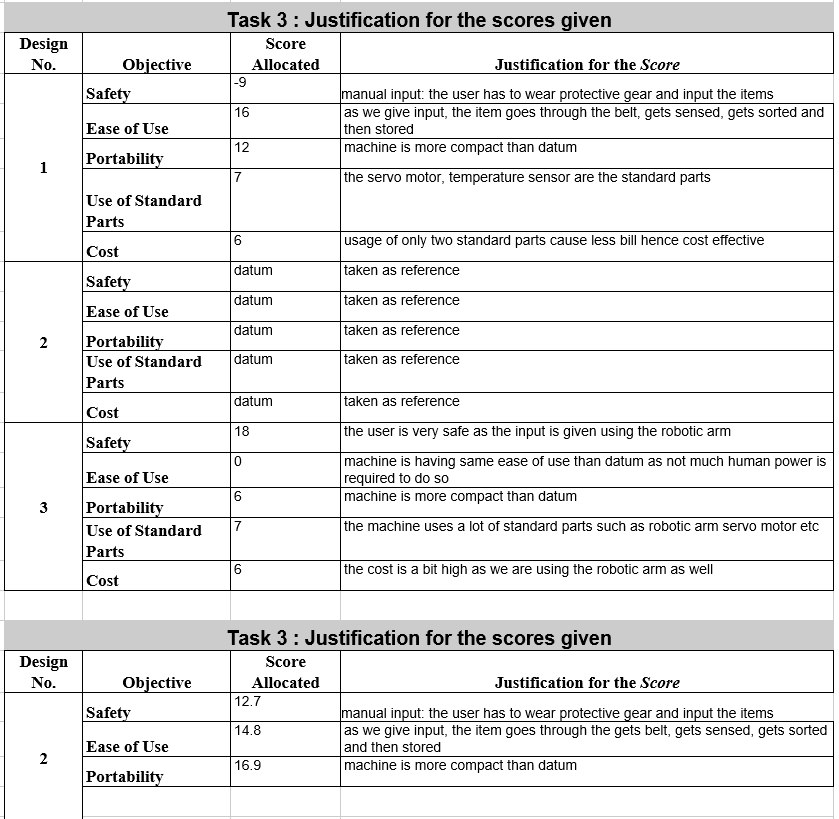 Task 3 : Justification for the scores given
Design No. Objective Score Allocated Justification for the Score
1
Safety -9 manual input: the user has to wear protective gear and input the items
Ease of Use 16 as we give input, the item goes through the belt, gets sensed, gets sorted and
then stored
Portability 12 machine is more compact than datum
Use of Standard Parts 7 the servo motor, temperature sensor are the standard parts
Cost 6 usage of only two standard parts cause less bill hence cost effective
2
Safety datum taken as reference
Ease of Use datum taken as reference
Portability datum taken as reference
Use of Standard Parts datum taken as reference
Cost datum taken as reference
3
Safety 18 the user is very safe as the input is given using the robotic arm
Ease of Use 0 machine is having same ease of use than datum as not much human power is
required to do so
Portability 6 machine is more compact than datum
Use of Standard Parts 7 the machine uses a lot of standard parts such as robotic arm servo motor etc
Cost 6 the cost is a bit high as we are using the robotic arm as well
Task 3 : Justification for the scores given
Design No. Objective Score Allocated Justification for the Score
2
Safety 12.7 manual input: the user has to wear protective gear and input the items
Ease of Use 14.8 as we give input, the item goes through the gets belt, gets sensed, gets sorted
and then stored
Portability 16.9 machine is more compact than datum